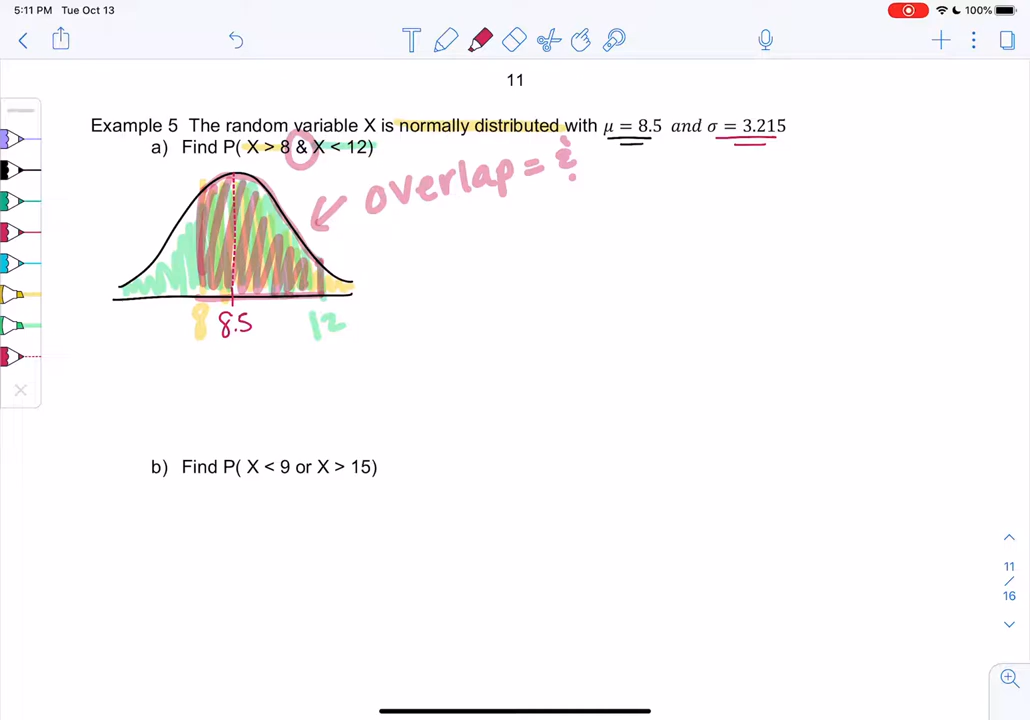 5:11 PM Tue Oct 13
100%
11
Example 5 The random variable X is normally distributed with μ = 8.5 and σ = 3.215
a) Find P( X > 8 & X < 12)
overlap = &
8 8.5 12
b) Find P( X < 9 or X > 15)
11
/
16